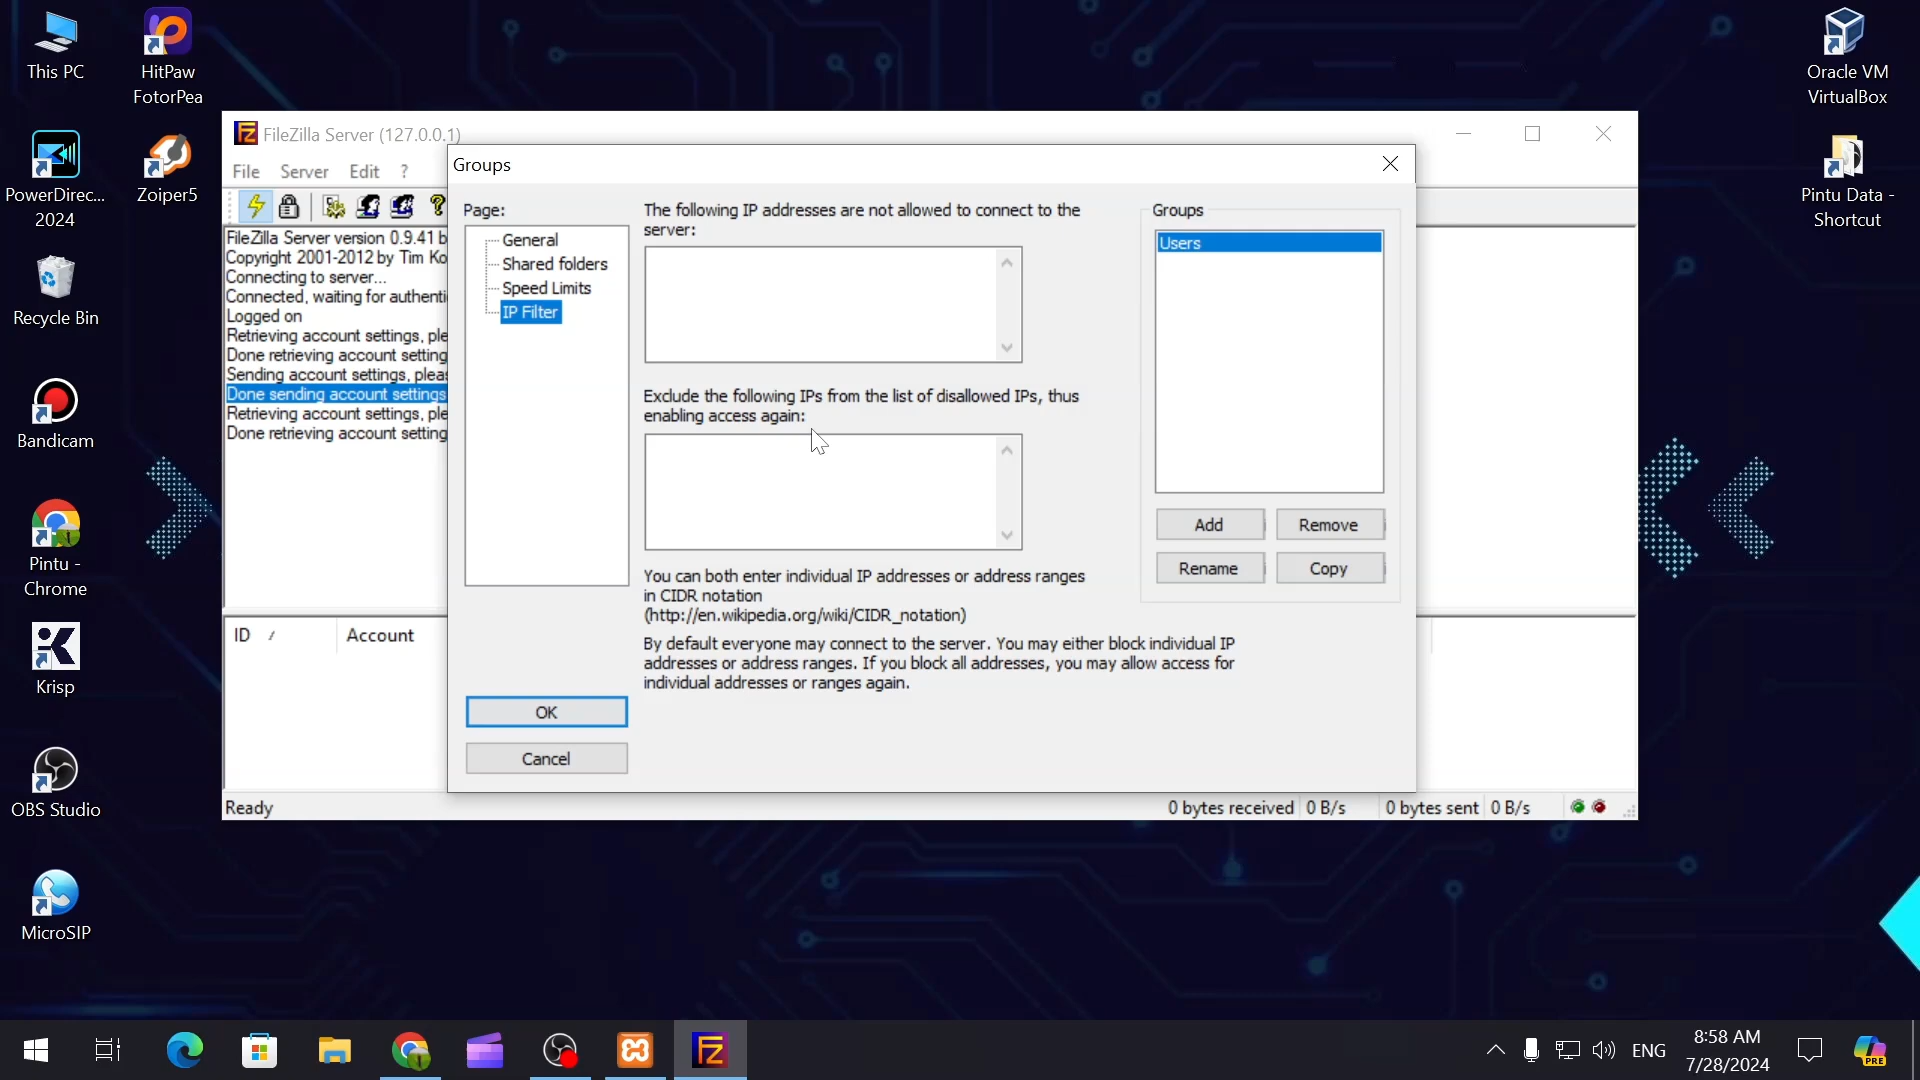 This PC
HitPaw
FotorPea
PowerDirec...
2024
Zoiper5
Recycle Bin
Bandicam
Pintu -
Chrome
Krisp
OBS Studio
MicroSIP
Oracle VM
VirtualBox
Pintu Data -
Shortcut
FileZilla Server (127.0.0.1)
File Server Edit ?
FileZilla Server version 0.9.41 b
Copyright 2001-2012 by Tim Ko
Connecting to server...
Connected, waiting for authenti
Logged on
Retrieving account settings, ple
Done retrieving account setting
Sending account settings, pleas
Done sending account settings
Retrieving account settings, ple
Done retrieving account setting
ID / Account
Ready
0 bytes received 0 B/s 0 bytes sent 0 B/s
Groups
Page:
General
Shared folders
Speed Limits
IP Filter
OK
Cancel
The following IP addresses are not allowed to connect to the
server:
Exclude the following IPs from the list of disallowed IPs, thus
enabling access again:
You can both enter individual IP addresses or address ranges
in CIDR notation
(http://en.wikipedia.org/wiki/CIDR_notation)
By default everyone may connect to the server. You may either block individual IP
addresses or address ranges. If you block all addresses, you may allow access for
individual addresses or ranges again.
Groups
Users
Add Remove
Rename Copy
ENG
8:58 AM
7/28/2024
PRE